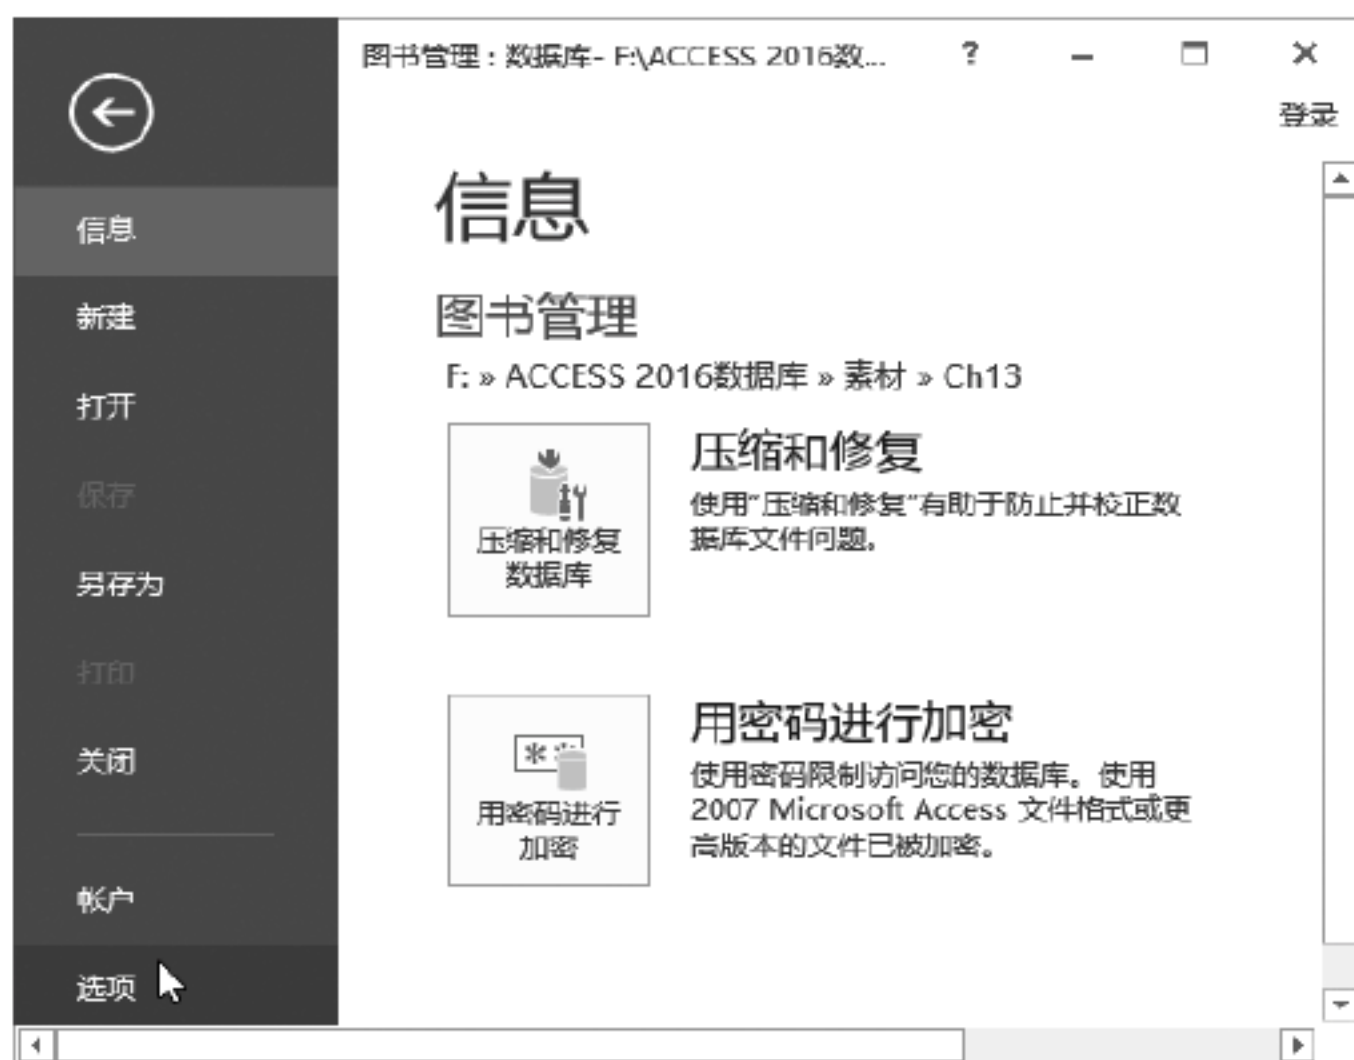 图书管理：数据库- F:\ACCESS 2016数...
?
登录
信息
新建
打开
保存
另存为
打印
关闭
帐户
选项
信息
图书管理
F: » ACCESS 2016数据库 » 素材 » Ch13
压缩和修复
数据库
压缩和修复
使用"压缩和修复"有助于防止并校正数
据库文件问题。
用密码进行
加密
用密码进行加密
使用密码限制访问您的数据库。使用
2007 Microsoft Access 文件格式或更
高版本的文件已被加密。